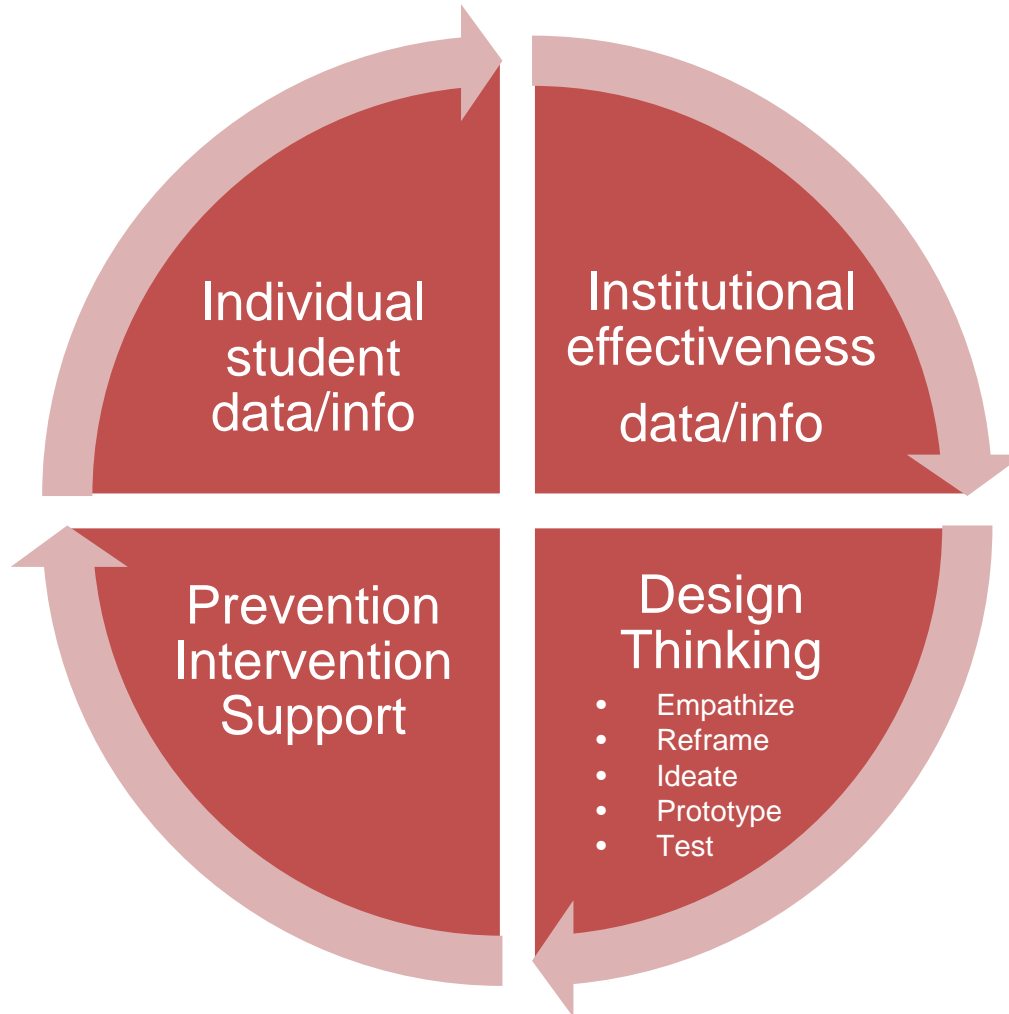 Individual
student
data/info
Institutional
effectiveness
data/info
Prevention
Intervention
Support
Design
Thinking
• Empathize
• Reframe
• Ideate
• Prototype
• Test